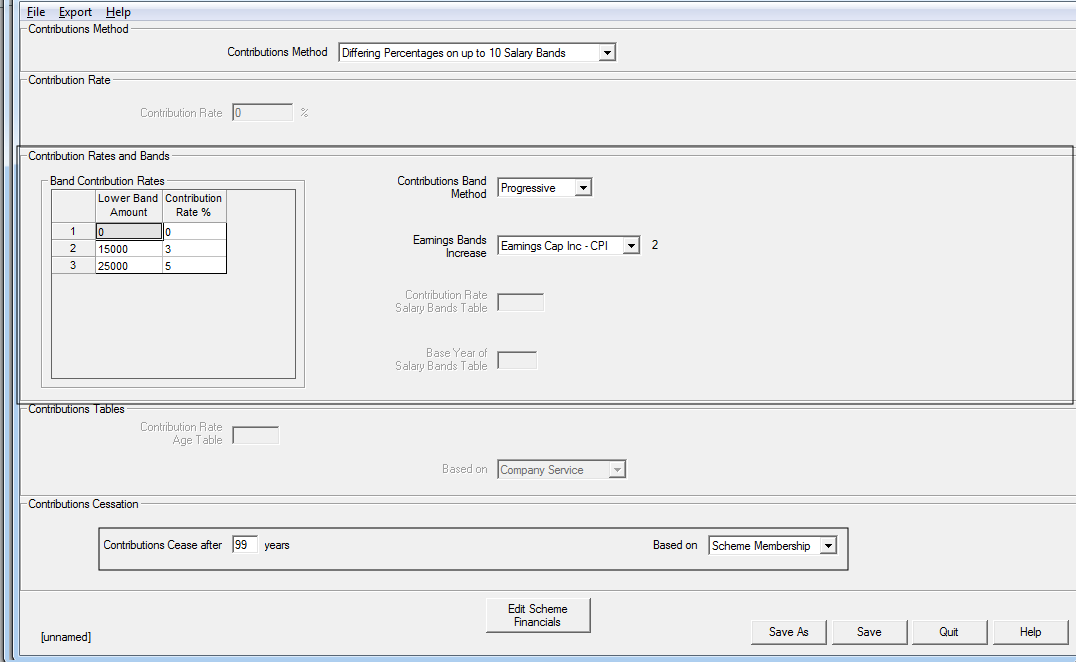 File Export Help
Contributions Method
Contributions Method Differing Percentages on up to 10 Salary Bands
Contribution Rate
Contribution Rate 0 %
Contribution Rates and Bands
Band Contribution Rates
Lower Band Contribution
Amount Rate %
1 0 0
2 15000 3
3 25000 5
Contributions Band
Method Progressive
Earnings Bands
Increase Earnings Cap Inc - CPI 2
Contribution Rate
Salary Bands Table
Base Year of
Salary Bands Table
Contributions Tables
Contribution Rate
Age Table
Based on Company Service
Contributions Cessation
Contributions Cease after 99 years Based on Scheme Membership
Edit Scheme
Financials
[unnamed] Save As Save Quit Help